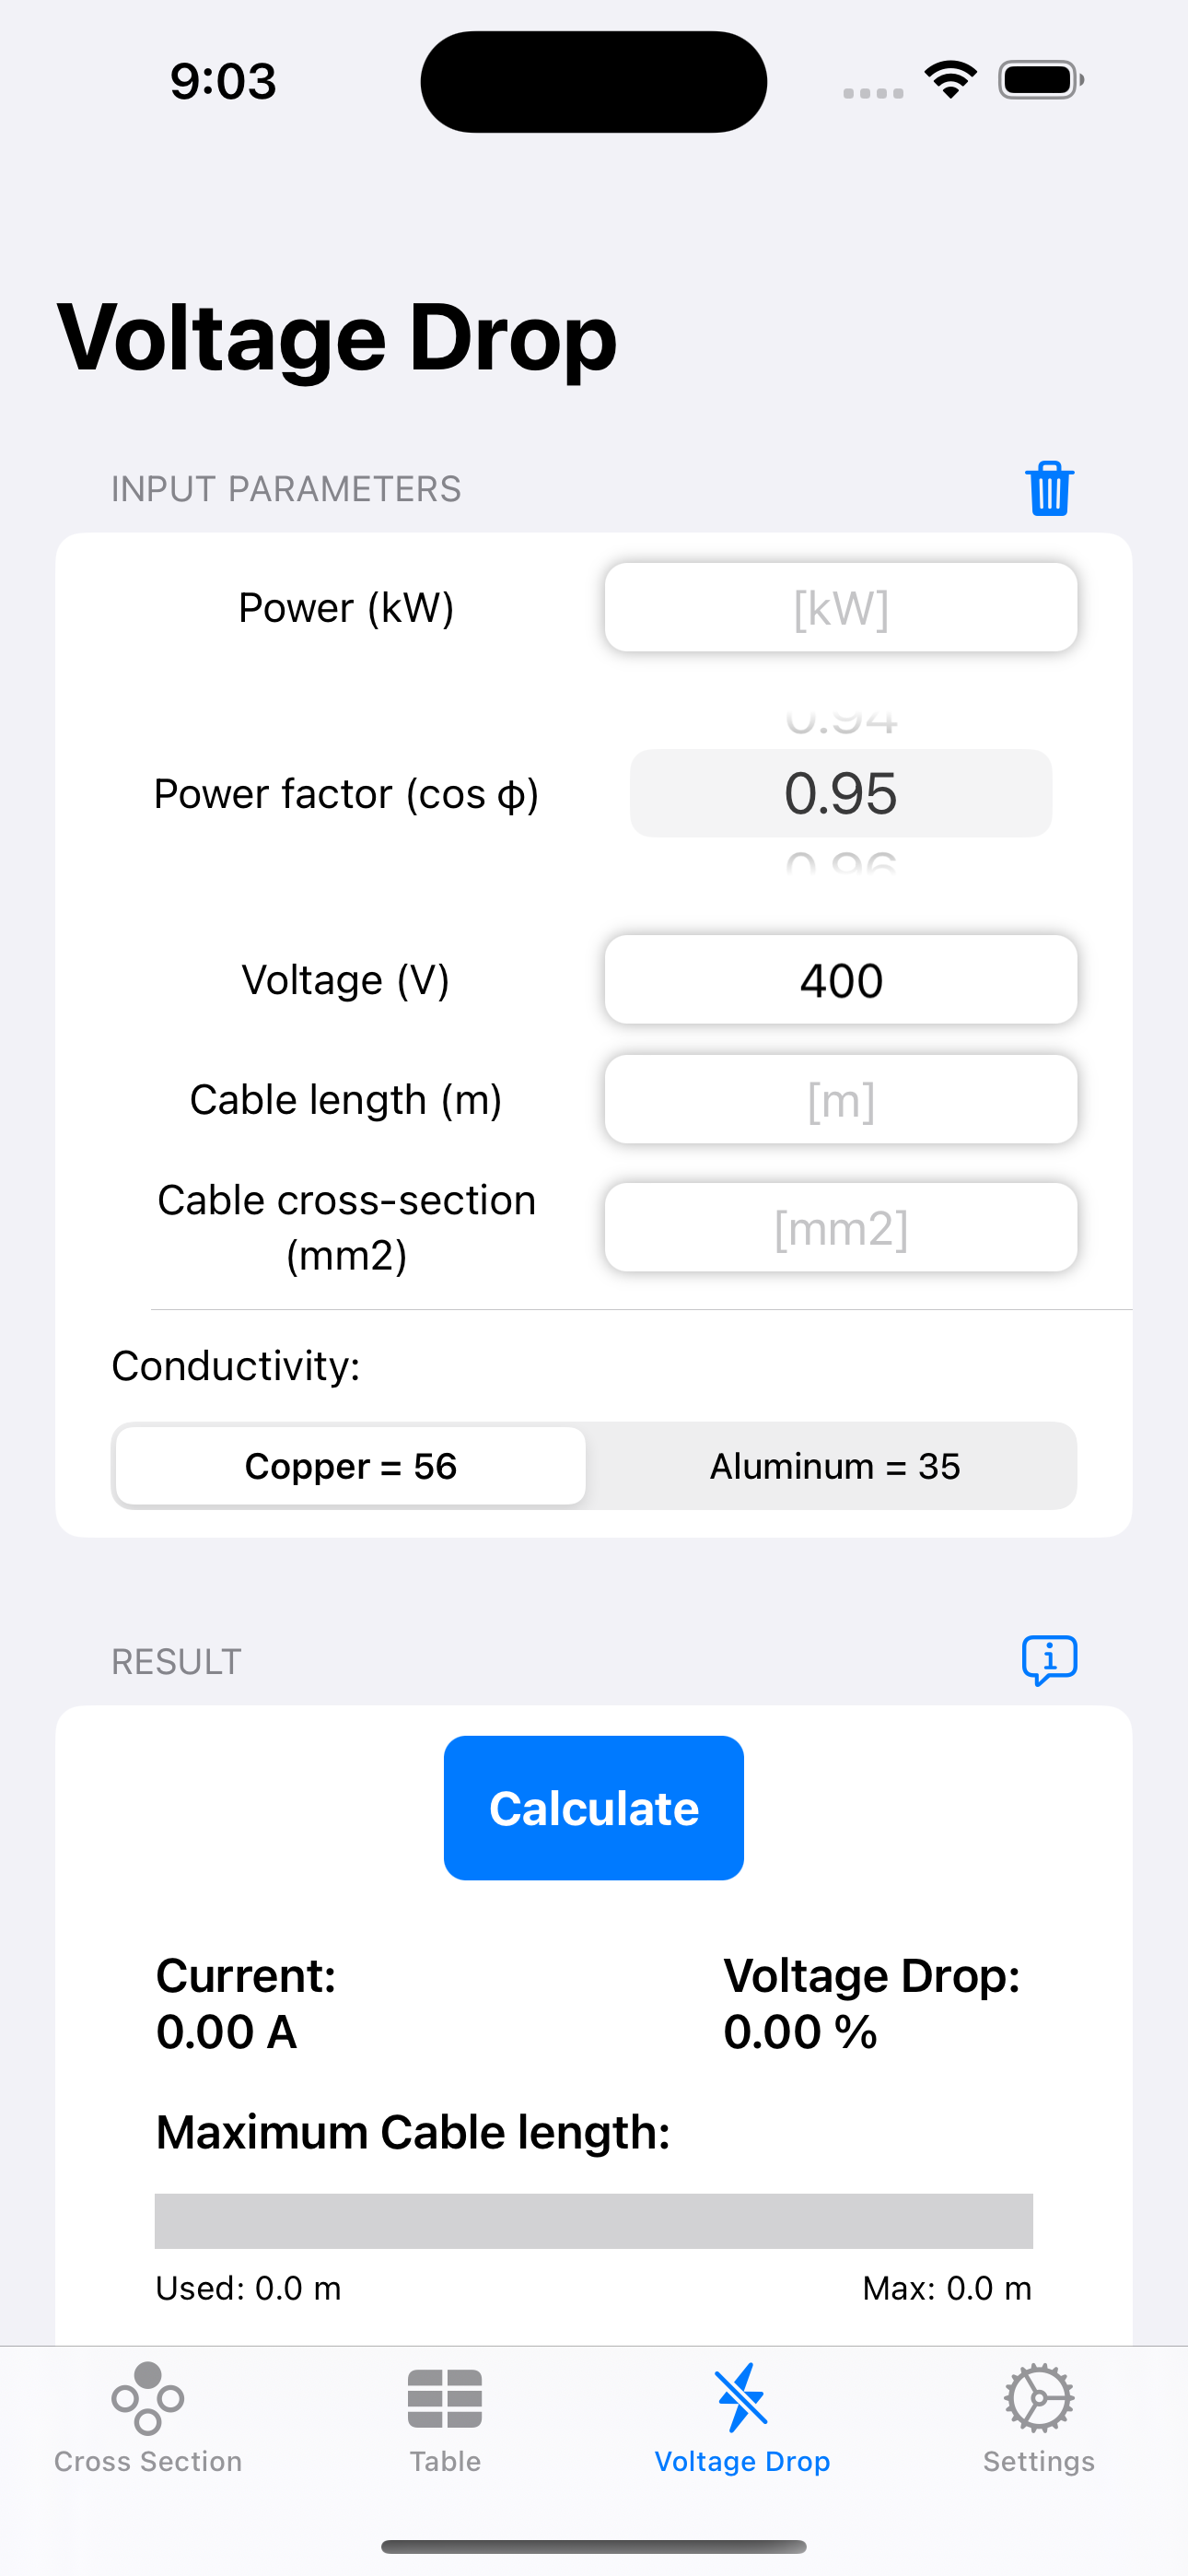 9:03
Voltage Drop
INPUT PARAMETERS
Power (kW)
[kW]
0.94
Power factor (cos φ)
0.95
0.96
Voltage (V)
400
Cable length (m)
[m]
Cable cross-section
(mm2)
[mm2]
Conductivity:
Copper = 56
Aluminum = 35
RESULT
Calculate
Current:
0.00 A
Voltage Drop:
0.00 %
Maximum Cable length:
Used: 0.0 m
Max: 0.0 m
Cross Section
Table
Voltage Drop
Settings